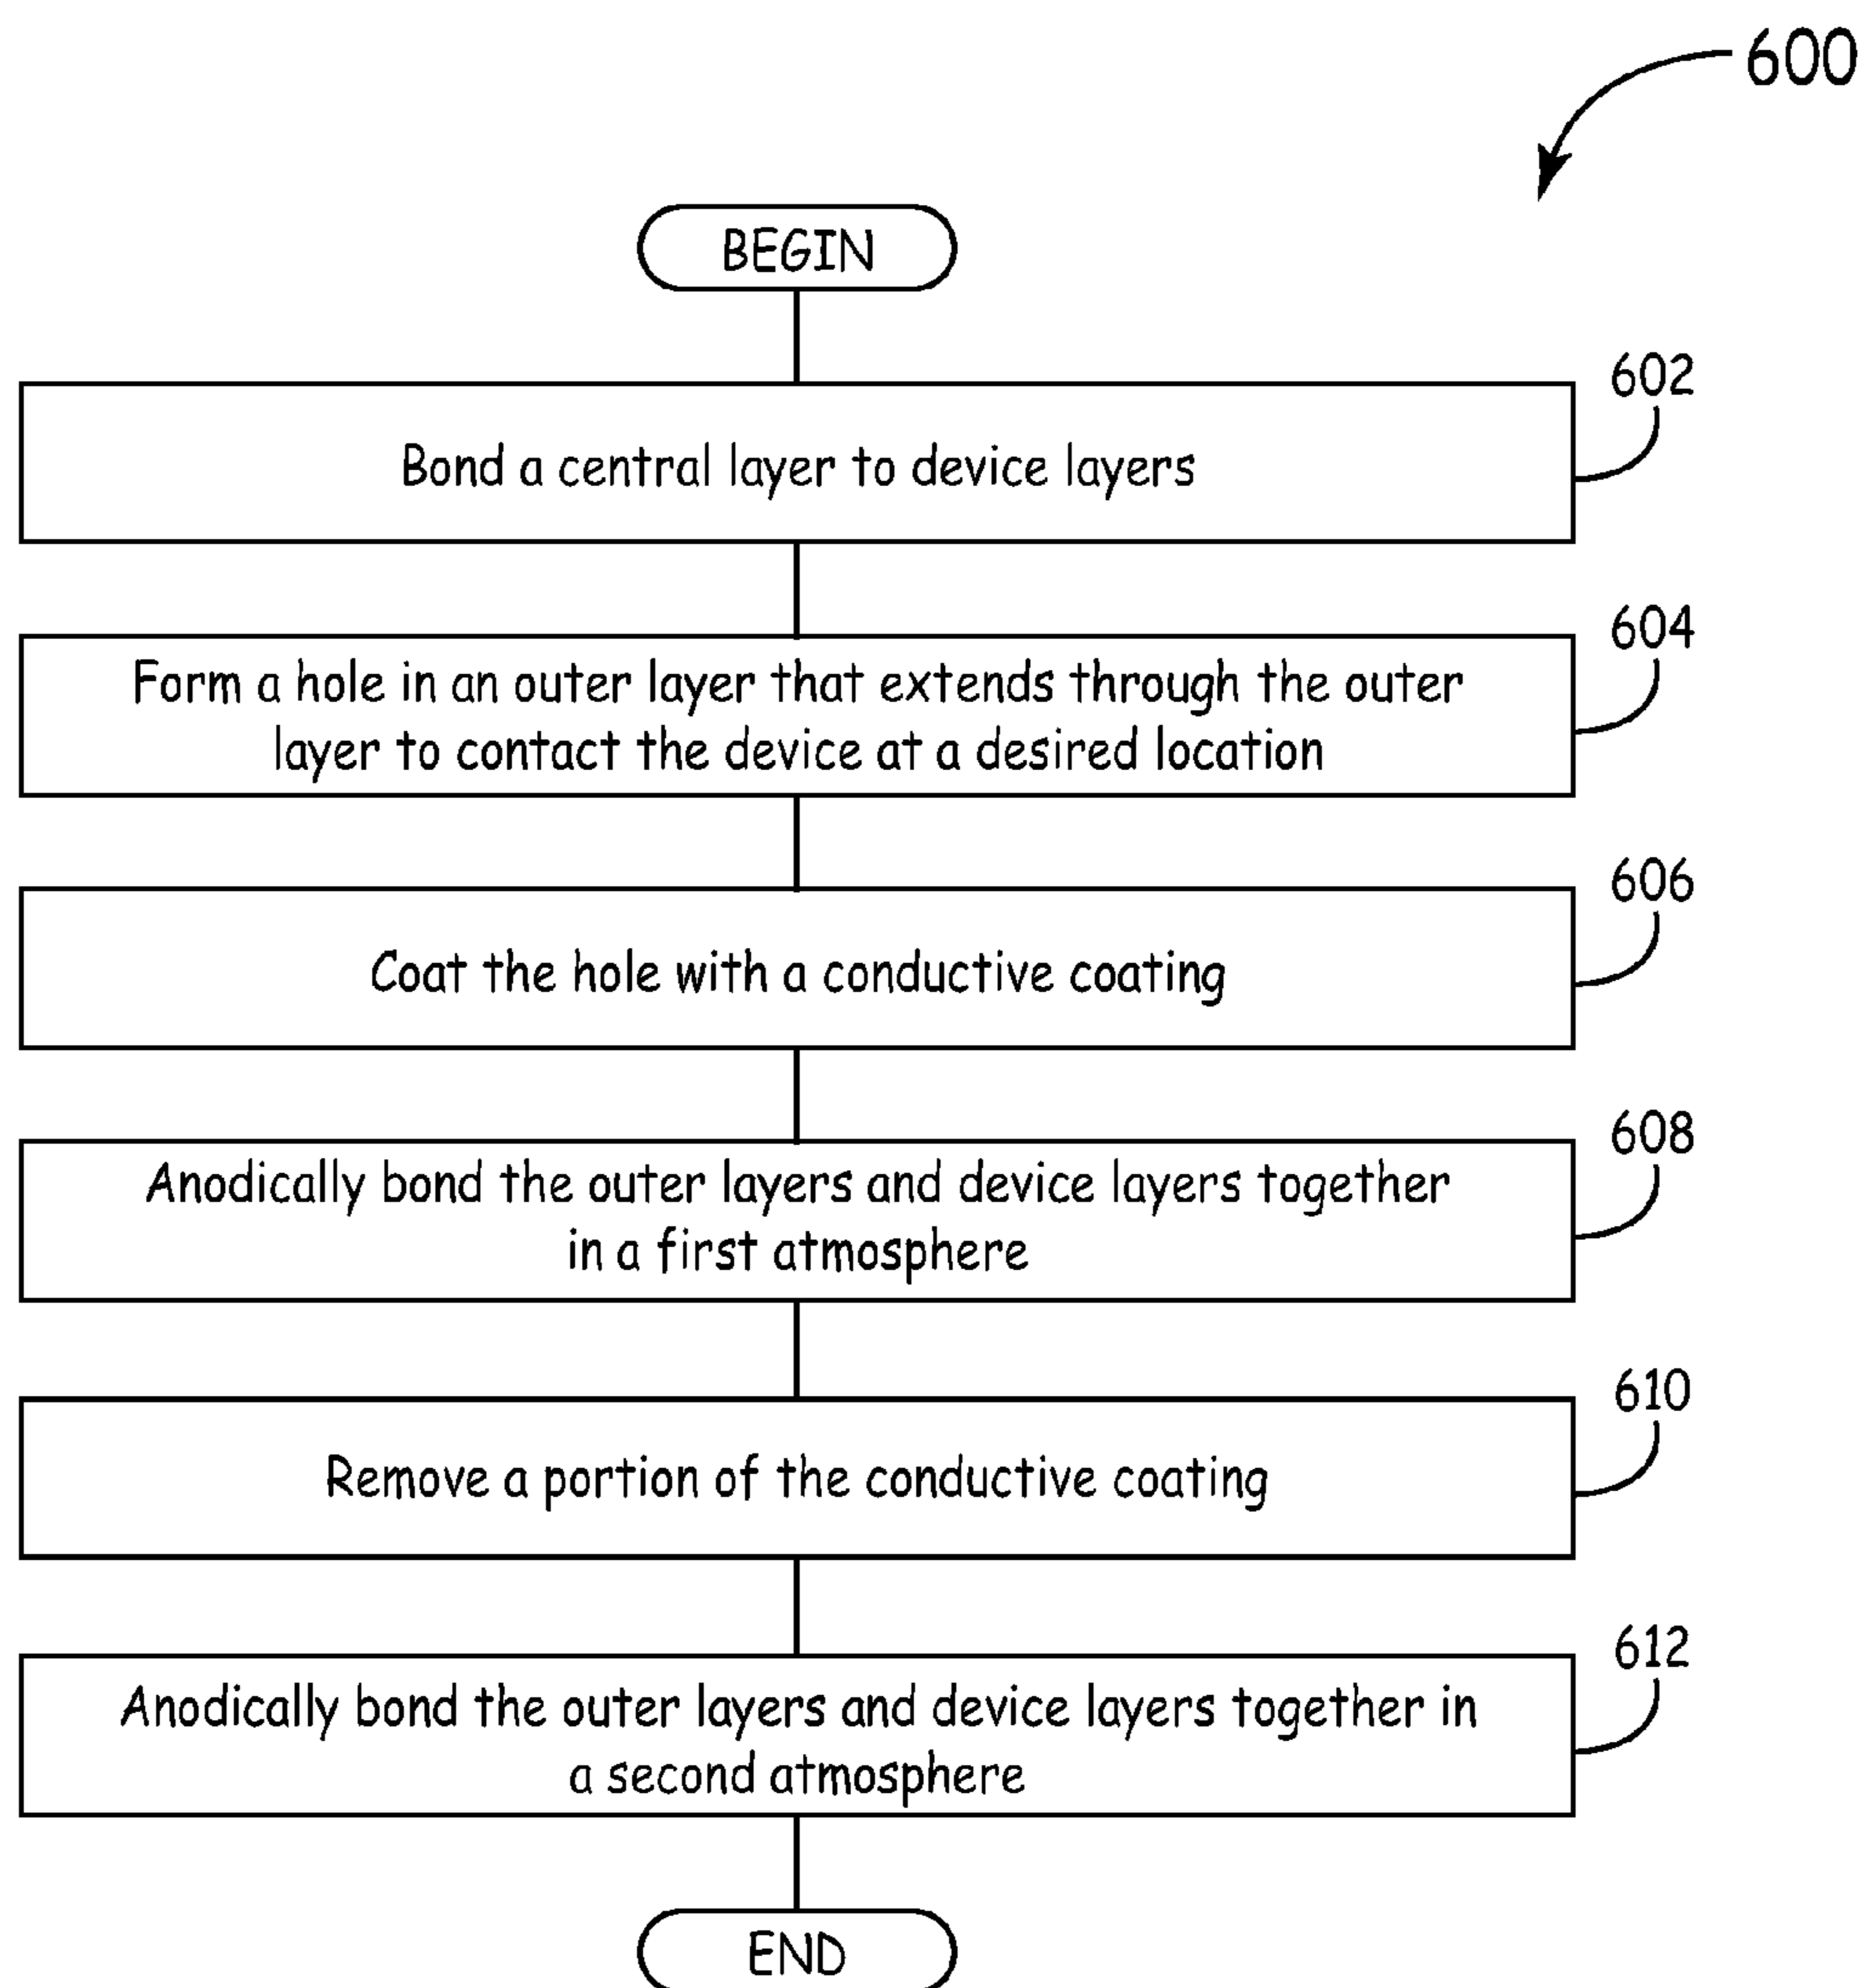 600
BEGIN
602
Bond a central layer to device layers
604
Form a hole in an outer layer that extends through the outer
layer to contact the device at a desired location
606
Coat the hole with a conductive coating
608
Anodically bond the outer layers and device layers together
in a first atmosphere
610
Remove a portion of the conductive coating
612
Anodically bond the outer layers and device layers together in
a second atmosphere
END